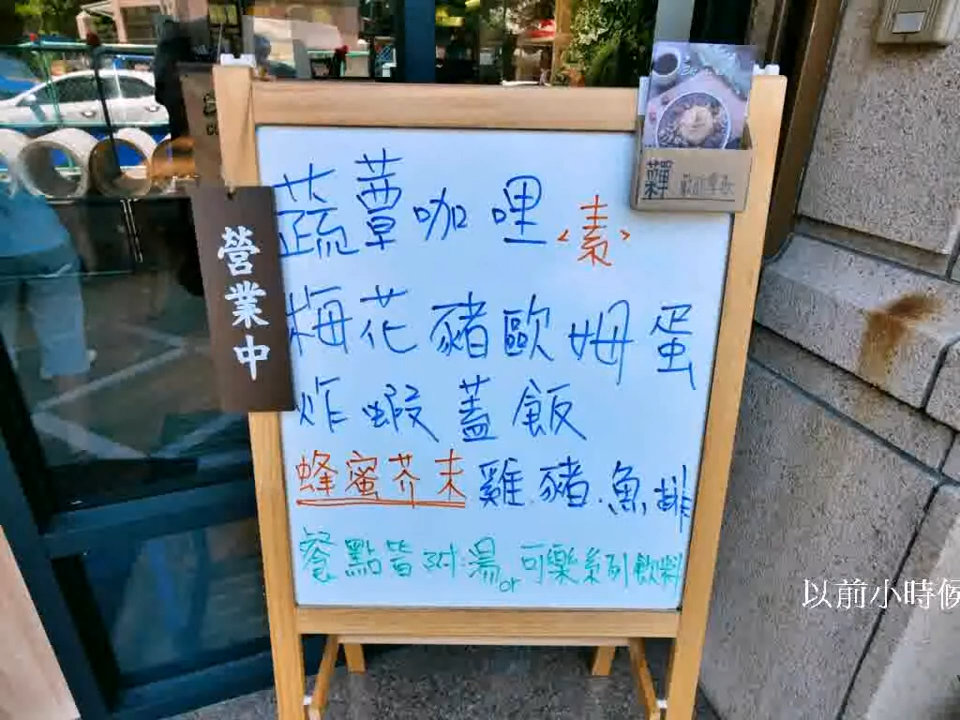 蔬蕈咖哩<素>
梅花豬歐姆蛋
炸蝦蓋飯
蜂蜜芥末雞.豬.魚排
餐點皆附:湯or可樂系列飲料
營業中
以前小時候